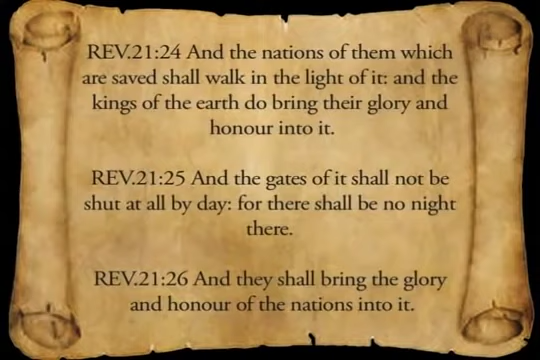 REV.21:24 And the nations of them which
are saved shall walk in the light of it: and the
kings of the earth do bring their glory and
honour into it.
REV.21:25 And the gates of it shall not be
shut at all by day: for there shall be no night
there.
REV.21:26 And they shall bring the glory
and honour of the nations into it.